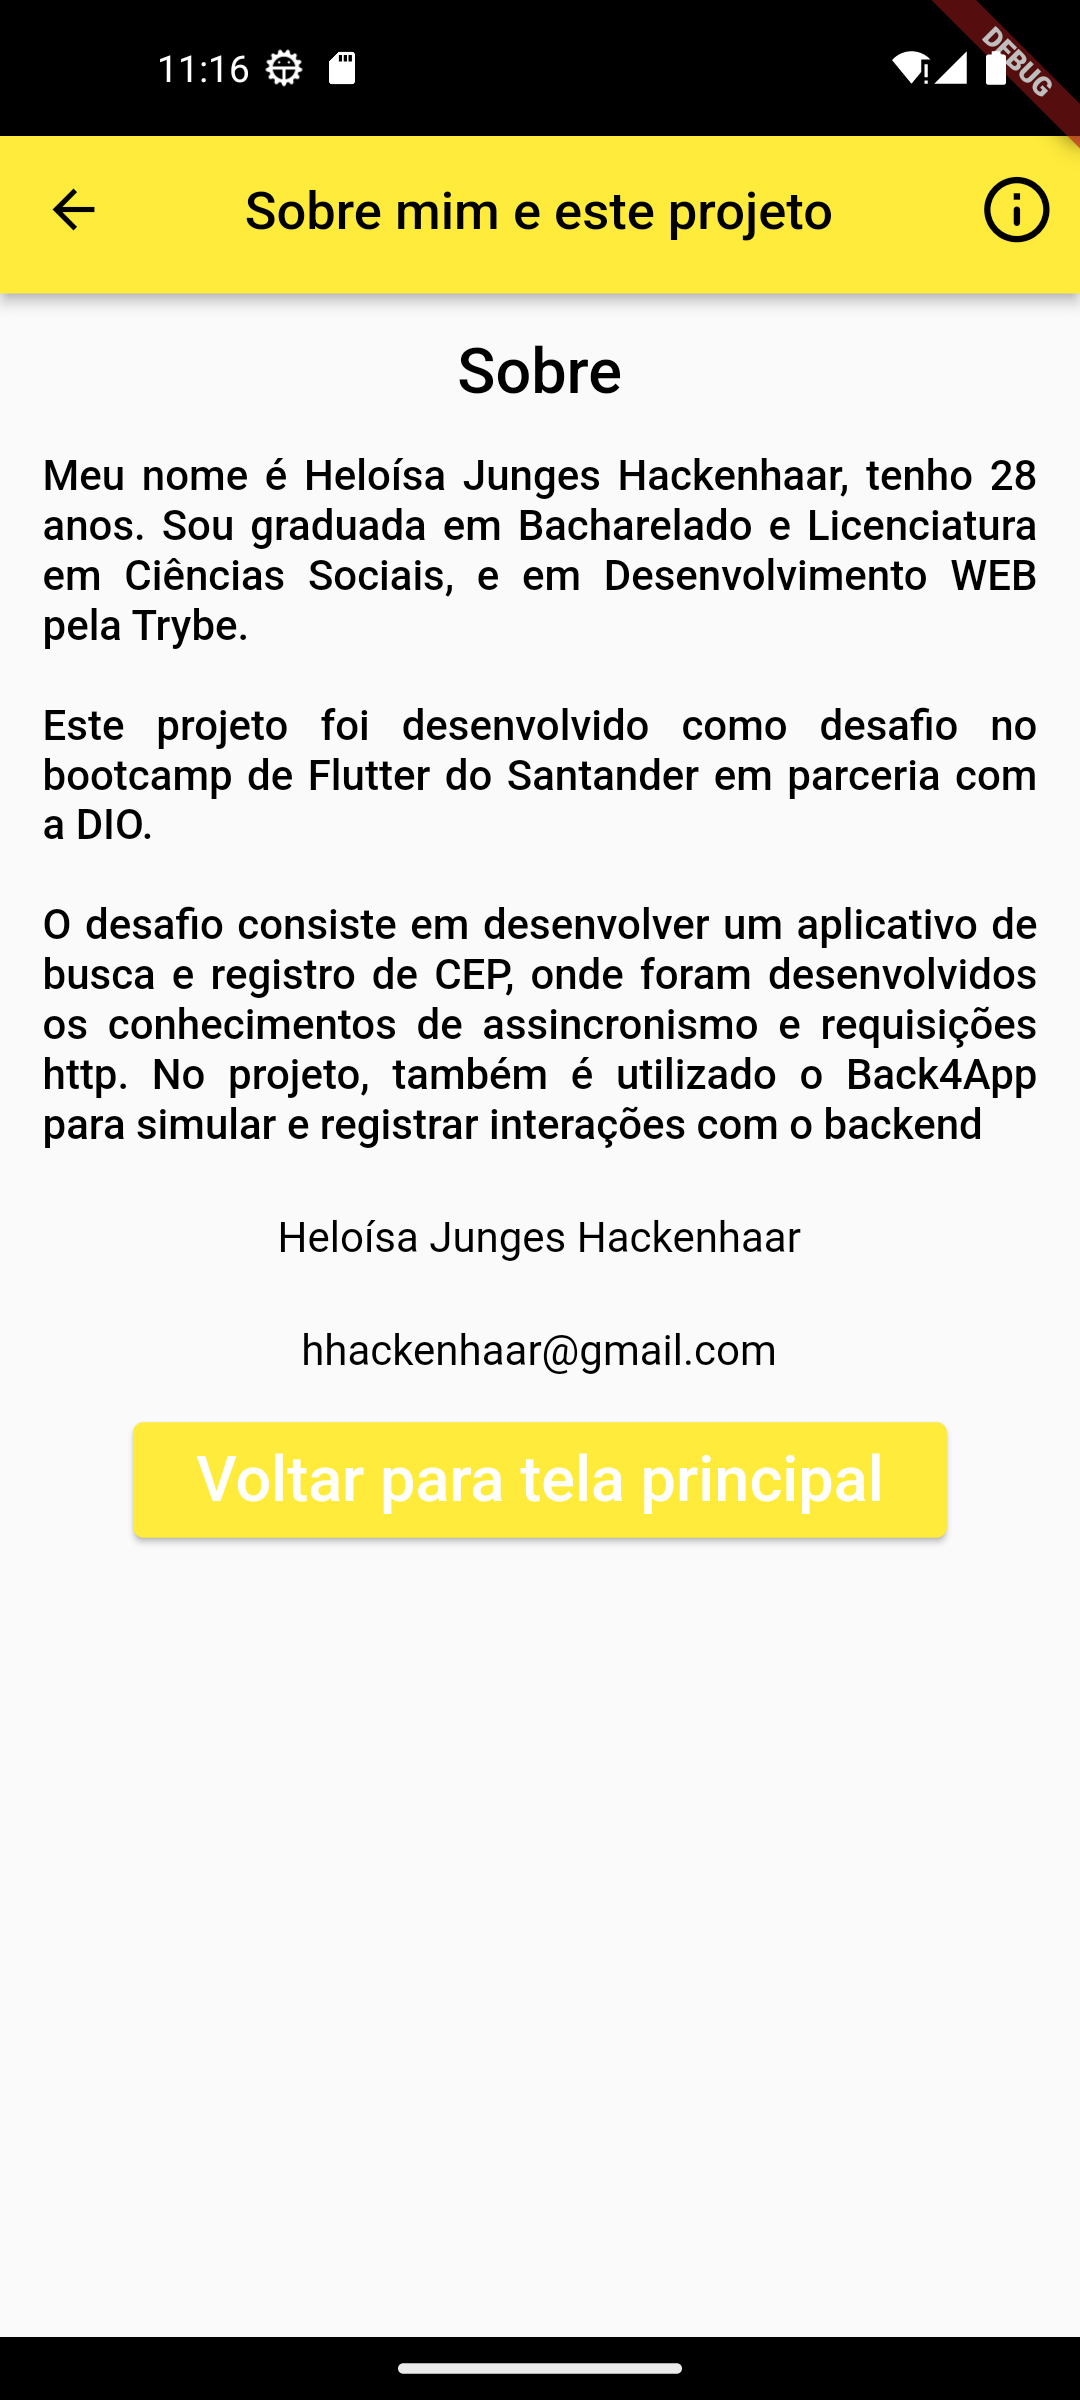 11:16
DEBUG
Sobre mim e este projeto
Sobre
Meu nome é Heloísa Junges Hackenhaar, tenho 28
anos. Sou graduada em Bacharelado e Licenciatura
em Ciências Sociais, e em Desenvolvimento WEB
pela Trybe.
Este projeto foi desenvolvido como desafio no
bootcamp de Flutter do Santander em parceria com
a DIO.
O desafio consiste em desenvolver um aplicativo de
busca e registro de CEP, onde foram desenvolvidos
os conhecimentos de assincronismo e requisições
http. No projeto, também é utilizado o Back4App
para simular e registrar interações com o backend
Heloísa Junges Hackenhaar
hhackenhaar@gmail.com
Voltar para tela principal